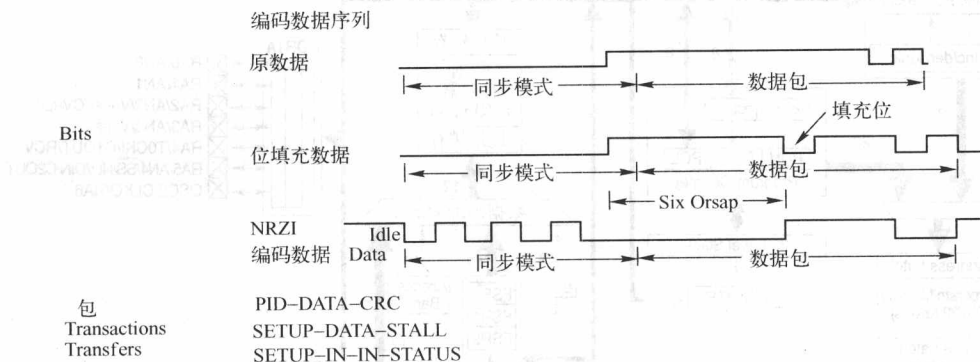 编码数据序列
原数据
同步模式
数据包
Bits
填充位
位填充数据
同步模式
数据包
Six Orsap
NRZI
Idle
编码数据
Data
同步模式
数据包
包
PID–DATA–CRC
Transactions
SETUP–DATA–STALL
Transfers
SETUP–IN–IN–STATUS